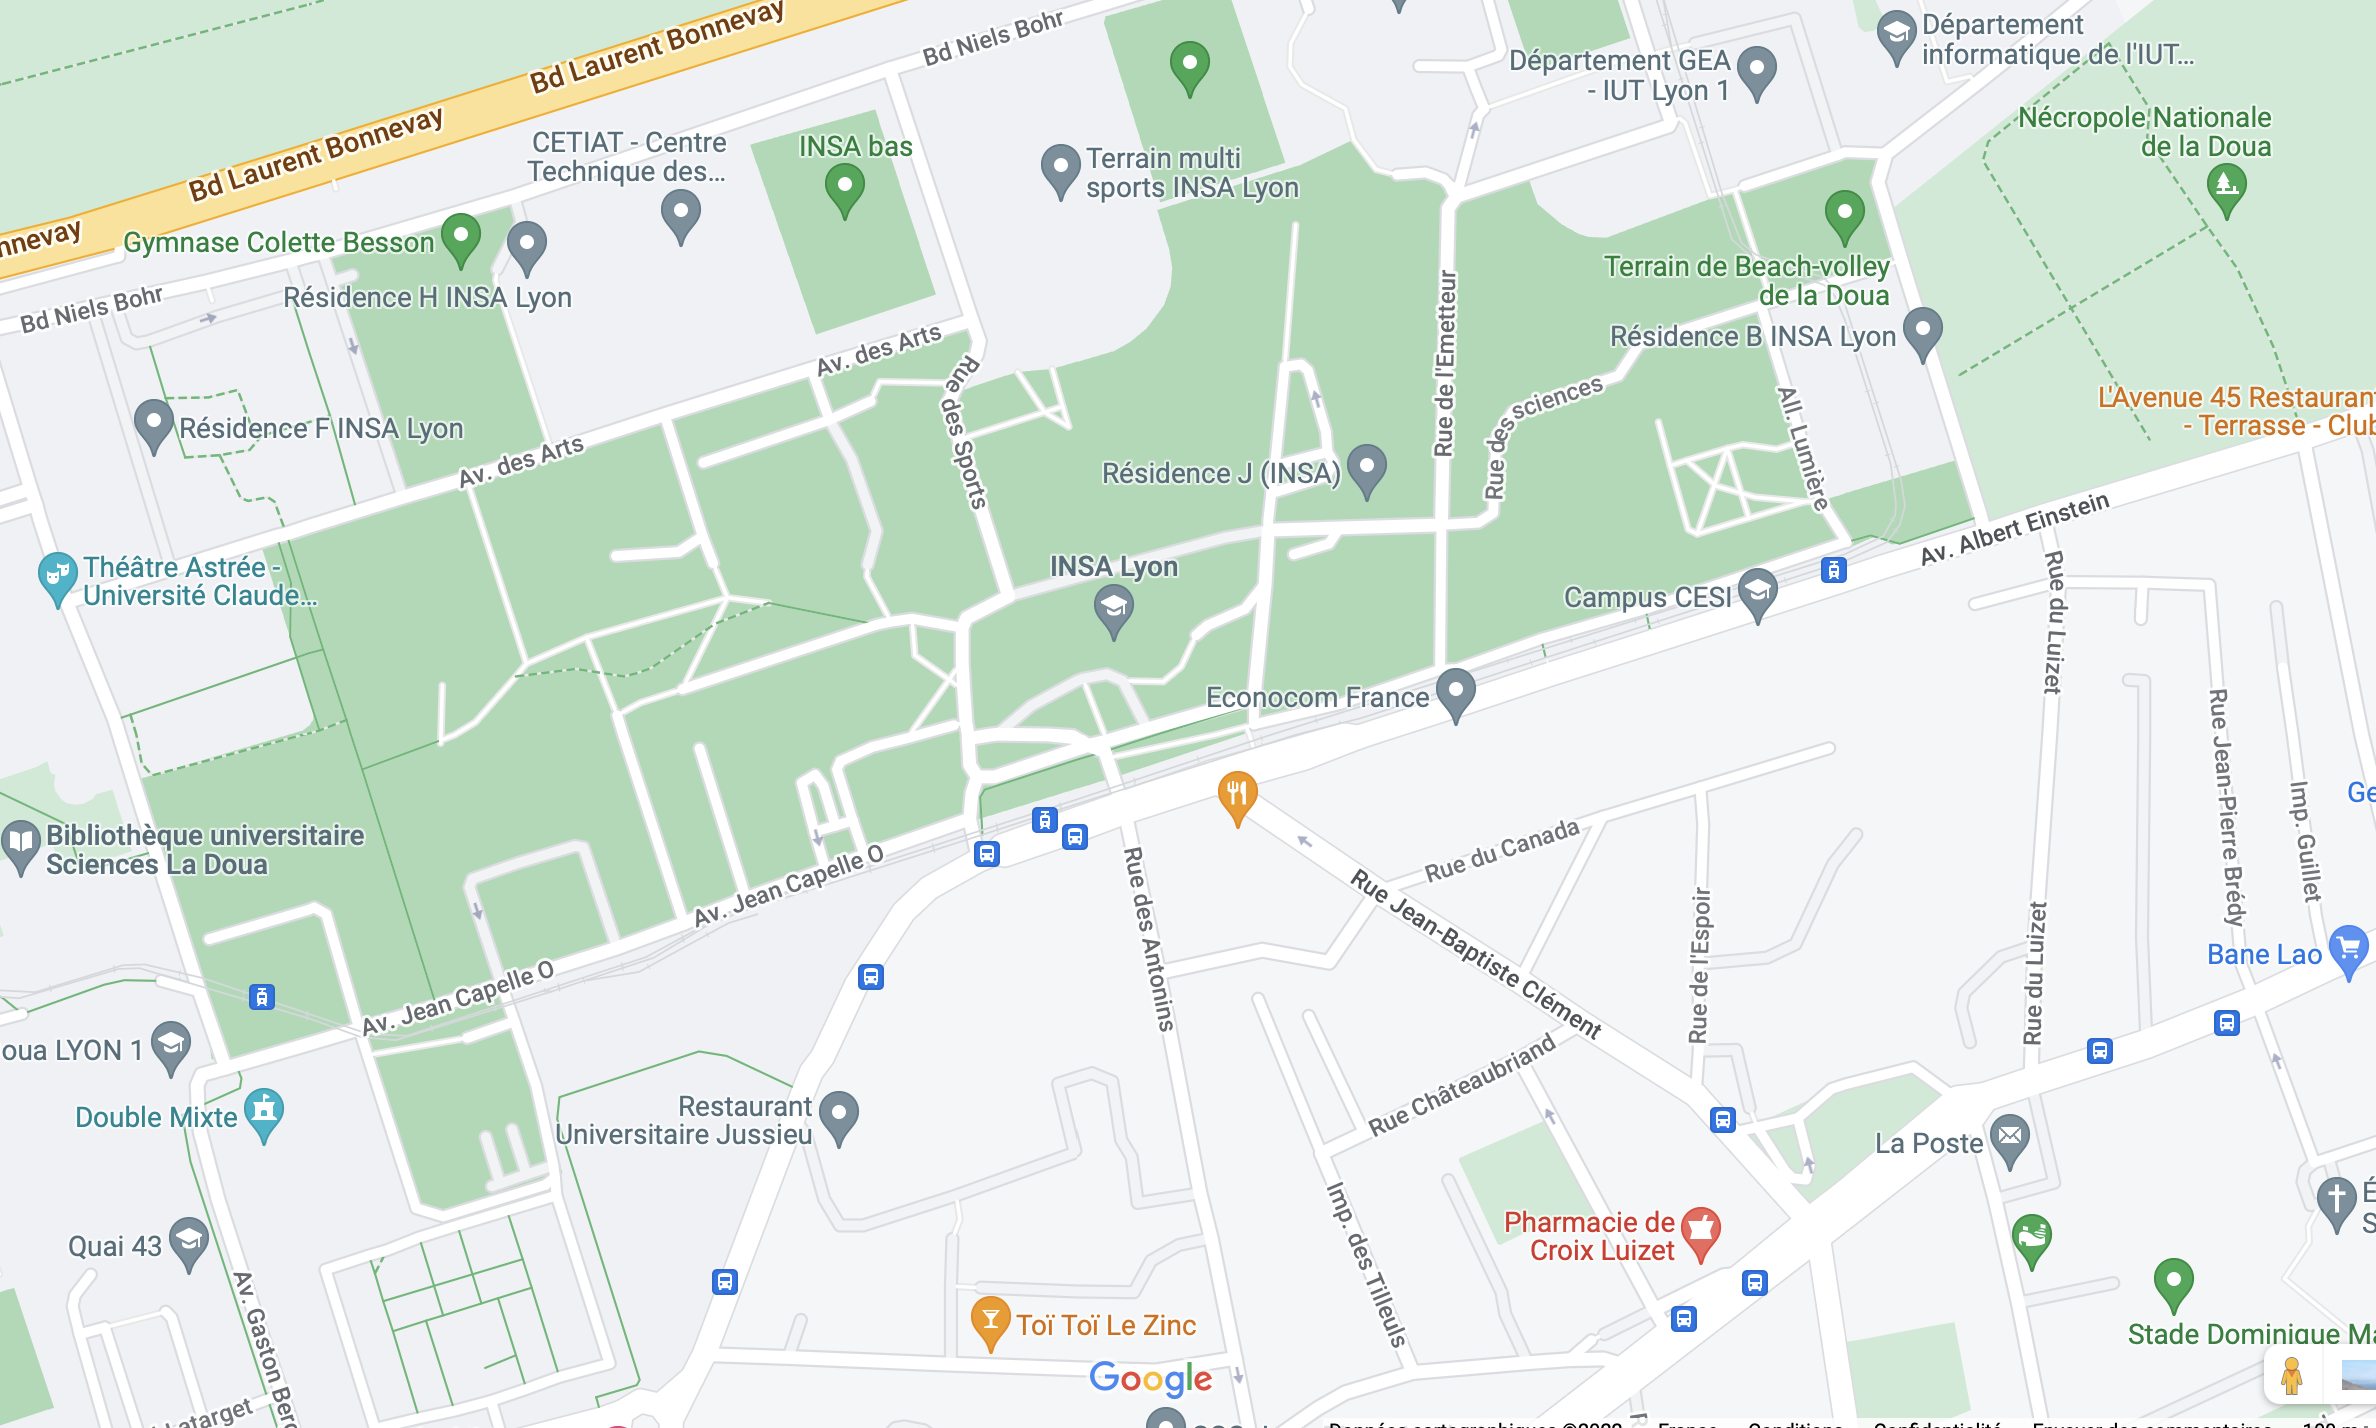 Bd Laurent Bonnevay
Bd Niels Bohr
Département
informatique de l'IUT...
Département GEA
- IUT Lyon 1
Bd Laurent Bonnevay
CETIAT - Centre
Technique des...
INSA bas
Terrain multi
sports INSA Lyon
Nécropole Nationale
de la Doua
nnevay
Gymnase Colette Besson
Résidence H INSA Lyon
Bd Niels Bohr
Terrain de Beach-volley
de la Doua
Résidence B INSA Lyon
Av. des Arts
Rue des Sports
Rue de l'Emetteur
Rue des sciences
All. Lumière
L'Avenue 45 Restaurant
- Terrasse - Club
Résidence F INSA Lyon
Av. des Arts
Résidence J (INSA)
Av. Albert Einstein
Théâtre Astrée -
Université Claude...
INSA Lyon
Campus CESI
Rue du Luizet
Econocom France
Rue Jean-Pierre Brédy
Imp. Guillet
Ge
Bibliothèque universitaire
Sciences La Doua
Av. Jean Capelle O
Rue des Antonins
Rue du Canada
Rue Jean-Baptiste Clément
Rue de l'Espoir
Rue du Luizet
Bane Lao
Av. Jean Capelle O
oua LYON 1
Double Mixte
Restaurant
Universitaire Jussieu
Rue Châteaubriand
La Poste
Quai 43
Imp. des Tilleuls
Pharmacie de
Croix Luizet
É
S
Av. Gaston Berg
Toï Toï Le Zinc
Stade Dominique Ma
Google
Latarget